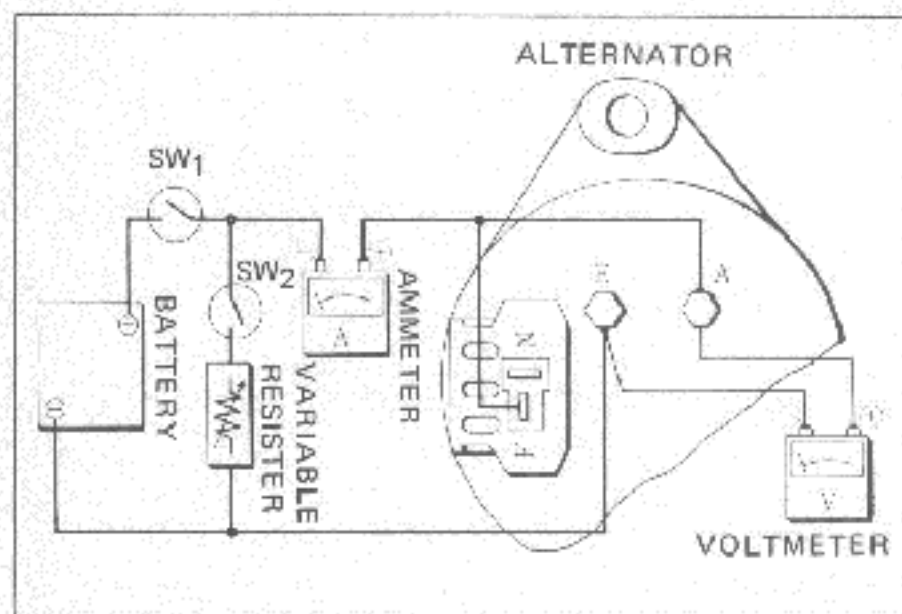 ALTERNATOR
SW1
SW2
BATTERY
VARIABLE
RESISTER
AMMETER
A
E
A
N
F
V
VOLTMETER